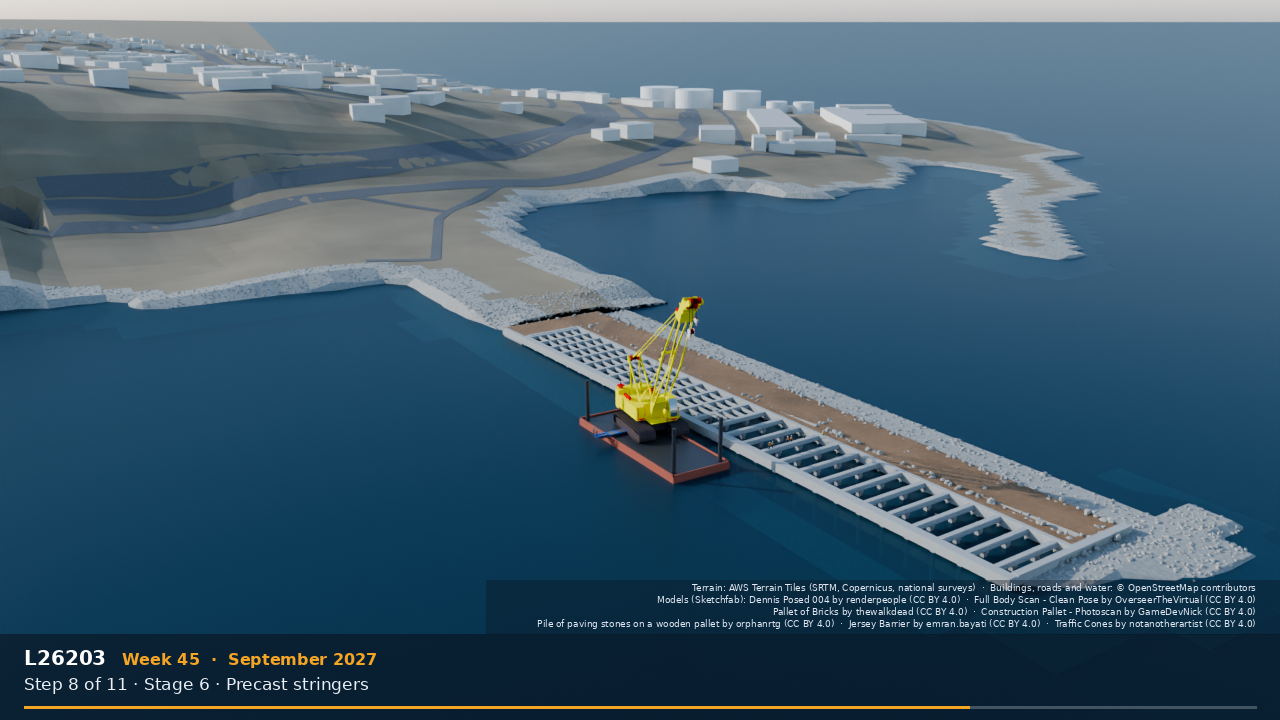 Terrain: AWS Terrain Tiles (SRTM, Copernicus, national surveys)  ·  Buildings, roads and water: © OpenStreetMap contributors
Models (Sketchfab): Dennis Posed 004 by renderpeople (CC BY 4.0)  ·  Full Body Scan - Clean Pose by OverseerTheVirtual (CC BY 4.0)
Pallet of Bricks by thewalkdead (CC BY 4.0)  ·  Construction Pallet - Photoscan by GameDevNick (CC BY 4.0)
Pile of paving stones on a wooden pallet by orphanrtg (CC BY 4.0)  ·  Jersey Barrier by emran.bayati (CC BY 4.0)  ·  Traffic Cones by notanotherartist (CC BY 4.0)
L26203 Week 45 · September 2027
Step 8 of 11 · Stage 6 · Precast stringers